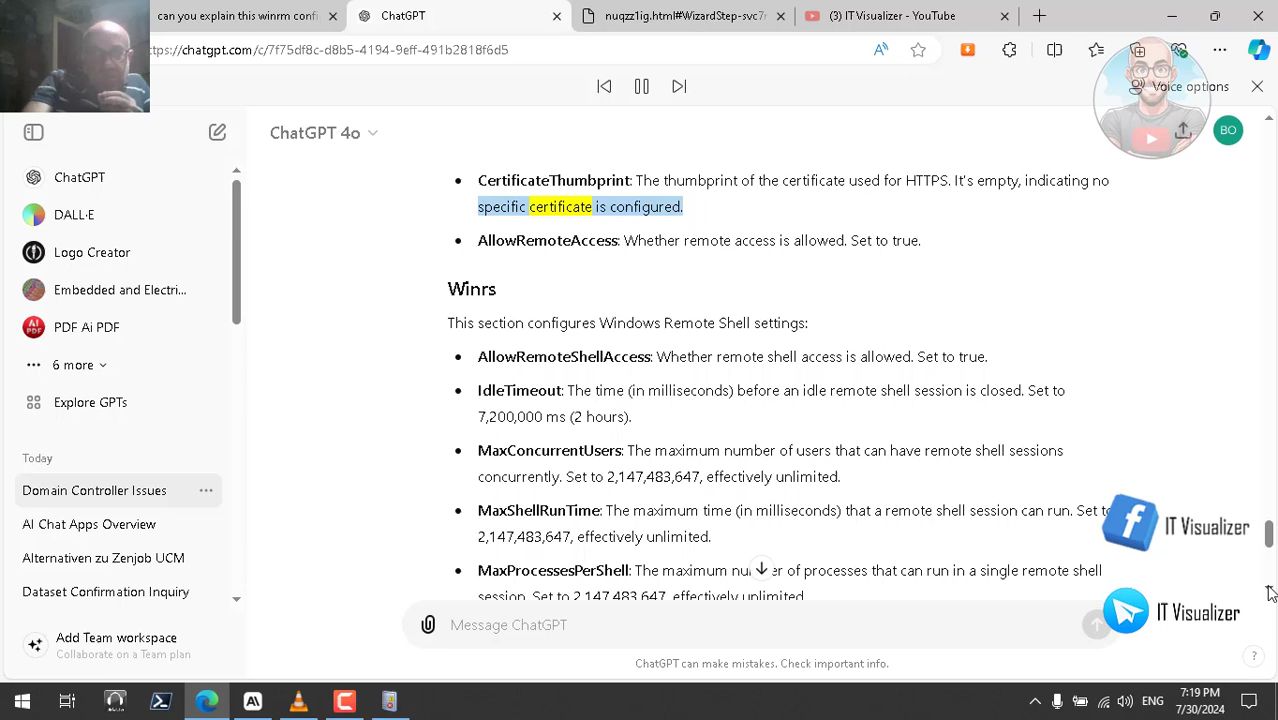 can you explain this winrm confi
ChatGPT
nuqzz1ig.html#WizardStep-svc7
(3) IT Visualizer - YouTube
ps://chatgpt.com/c/7f75df8c-d8b5-4194-9eff-491b2818f6d5
Voice options
ChatGPT 4o
BO
ChatGPT
DALL·E
Logo Creator
Embedded and Electri...
PDF Ai PDF
6 more
Explore GPTs
Today
Domain Controller Issues
AI Chat Apps Overview
Alternativen zu Zenjob UCM
Dataset Confirmation Inquiry
Add Team workspace
Collaborate on a Team plan
CertificateThumbprint: The thumbprint of the certificate used for HTTPS. It's empty, indicating no
specific certificate is configured.
AllowRemoteAccess: Whether remote access is allowed. Set to true.
Winrs
This section configures Windows Remote Shell settings:
AllowRemoteShellAccess: Whether remote shell access is allowed. Set to true.
IdleTimeout: The time (in milliseconds) before an idle remote shell session is closed. Set to
7,200,000 ms (2 hours).
MaxConcurrentUsers: The maximum number of users that can have remote shell sessions
concurrently. Set to 2,147,483,647, effectively unlimited.
MaxShellRunTime: The maximum time (in milliseconds) that a remote shell session can run. Set to
2,147,483,647, effectively unlimited.
MaxProcessesPerShell: The maximum nu er of processes that can run in a single remote shell
session. Set to 2,147,483,647, effectively unlimited.
IT Visualizer
IT Visualizer
Message ChatGPT
ChatGPT can make mistakes. Check important info.
?
ENG
7:19 PM
7/30/2024